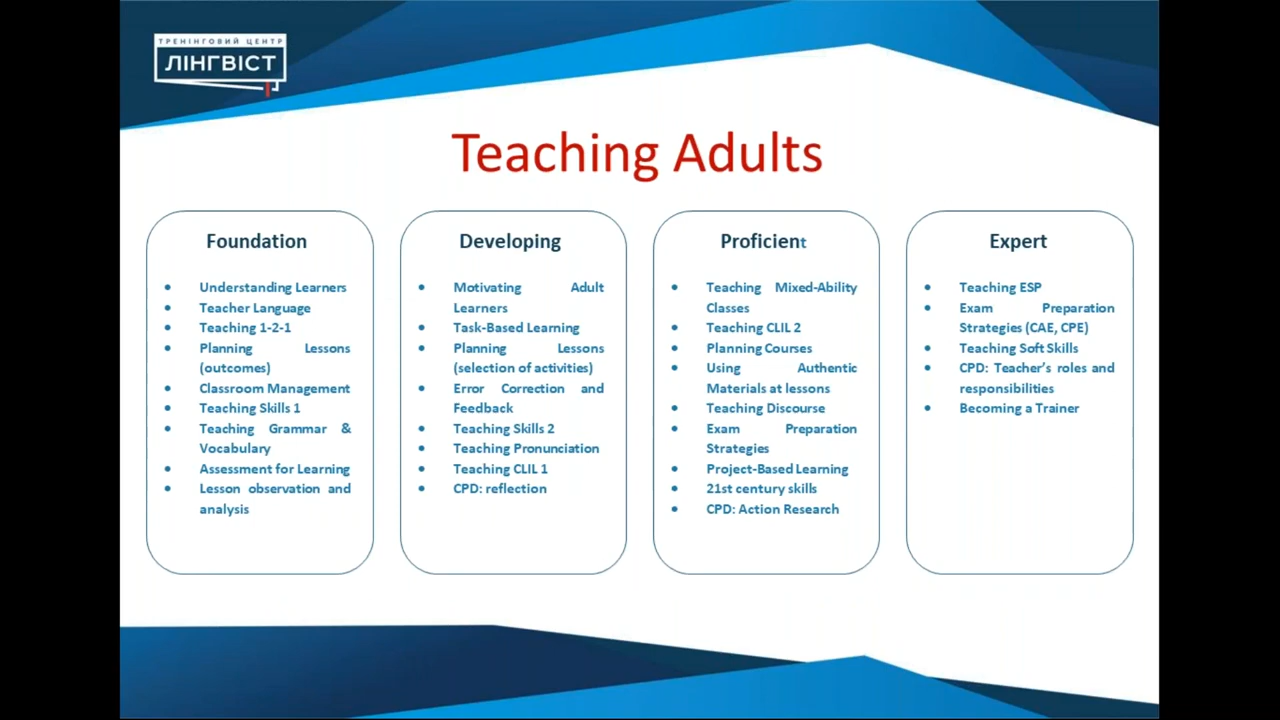 ТРЕНІНГОВИЙ ЦЕНТР
ЛІНГВІСТ
Teaching Adults
Foundation
• Understanding Learners
• Teacher Language
• Teaching 1-2-1
• Planning Lessons
(outcomes)
• Classroom Management
• Teaching Skills 1
• Teaching Grammar &
Vocabulary
• Assessment for Learning
• Lesson observation and
analysis
Developing
• Motivating Adult
Learners
• Task-Based Learning
• Planning Lessons
(selection of activities)
• Error Correction and
Feedback
• Teaching Skills 2
• Teaching Pronunciation
• Teaching CLIL 1
• CPD: reflection
Proficient
• Teaching Mixed-Ability
Classes
• Teaching CLIL 2
• Planning Courses
• Using Authentic
Materials at lessons
• Teaching Discourse
• Exam Preparation
Strategies
• Project-Based Learning
• 21st century skills
• CPD: Action Research
Expert
• Teaching ESP
• Exam Preparation
Strategies (CAE, CPE)
• Teaching Soft Skills
• CPD: Teacher's roles and
responsibilities
• Becoming a Trainer